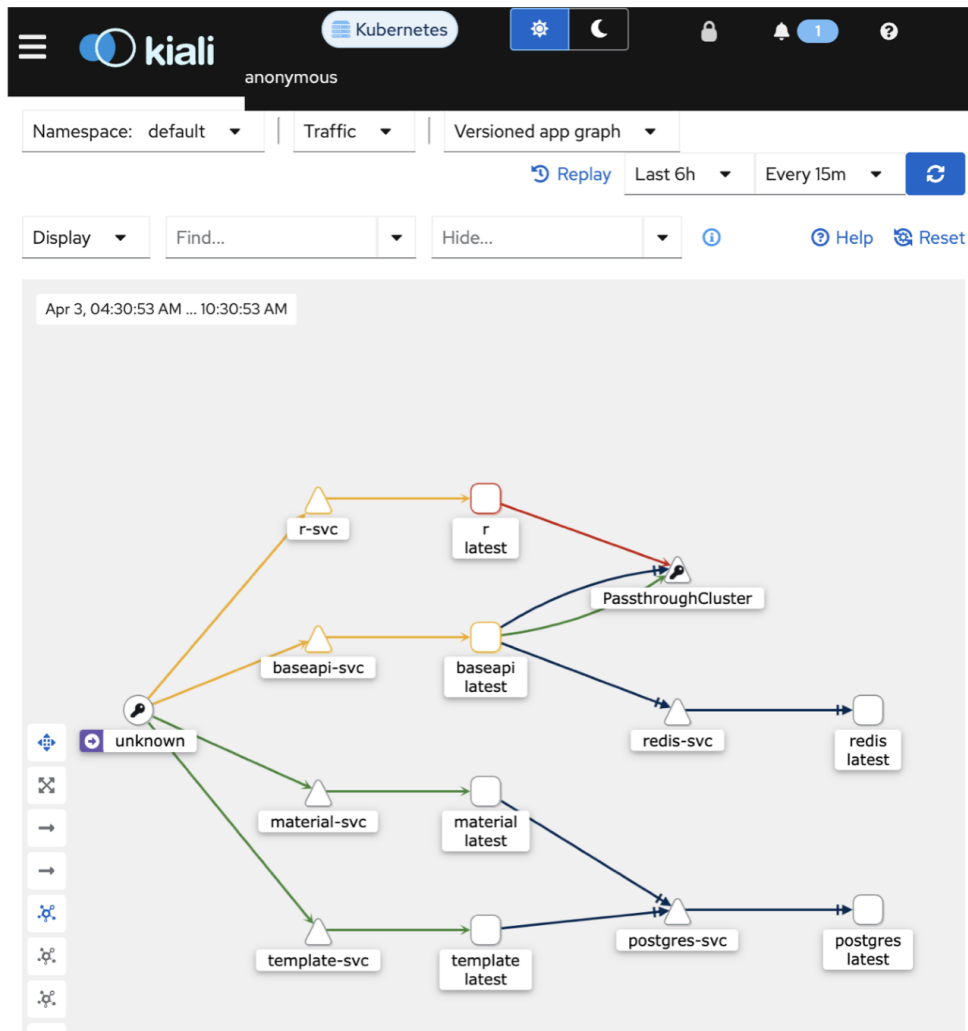 kiali
Kubernetes
1
anonymous
Namespace: default
Traffic
Versioned app graph
Replay
Last 6h
Every 15m
Display
Find...
Hide...
Help
Reset
Apr 3, 04:30:53 AM ... 10:30:53 AM
r-svc
r
latest
PassthroughCluster
baseapi-svc
baseapi
latest
unknown
redis-svc
redis
latest
material-svc
material
latest
template-svc
template
latest
postgres-svc
postgres
latest